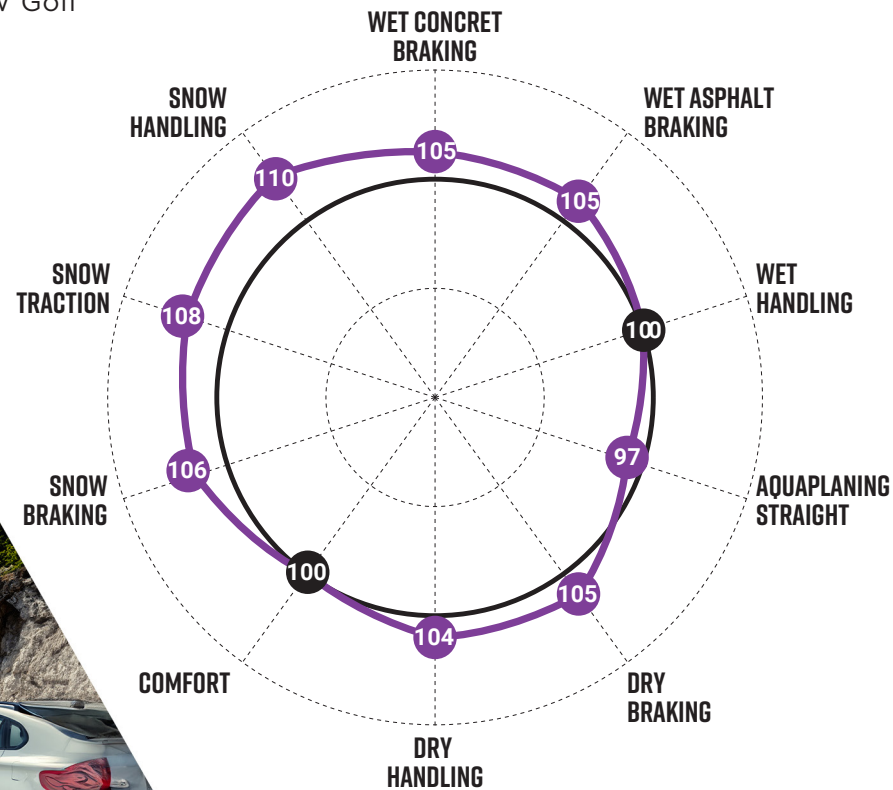 Golf
WET CONCRET
BRAKING
SNOW
HANDLING
WET ASPHALT
BRAKING
105
110
105
SNOW
TRACTION
WET
HANDLING
108
100
97
SNOW
BRAKING
106
AQUAPLANING
STRAIGHT
100
105
104
COMFORT
DRY
BRAKING
DRY
HANDLING